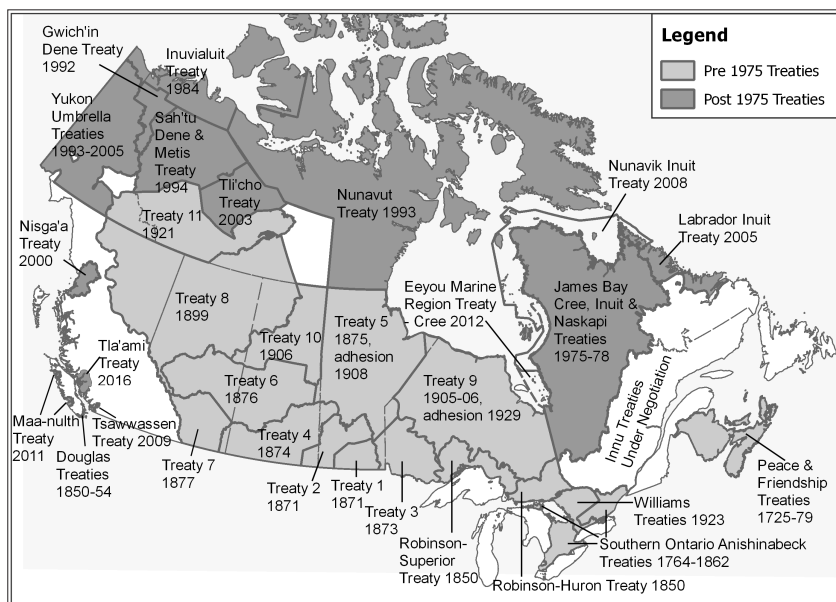 Gwich'in
Dene Treaty
1992
Inuvialuit
Treaty
1984
Legend
Pre 1975 Treaties
Post 1975 Treaties
Yukon
Umbrella
Treaties
1993-2005
Sah'tu
Dene &
Metis
Treaty
1994
Tli'cho
Treaty
2003
Nunavut
Treaty 1993
Nunavik Inuit
Treaty 2008
Labrador Inuit
Treaty 2005
Treaty 11
1921
Nisga'a
Treaty
2000
Treaty 8
1899
Treaty 10
1906
Treaty 5
1875,
adhesion
1908
Eeyou Marine
Region Treaty
- Cree 2012
James Bay
Cree, Inuit &
Naskapi
Treaties
1975-78
Tla'ami
Treaty
2016
Treaty 6
1876
Treaty 9
1905-06,
adhesion 1929
Innu Treaties
Under Negotiation
Maa-nulth
Treaty
2011
Tsawwassen
Treaty 2009
Douglas
Treaties
1850-54
Treaty 7
1877
Treaty 4
1874
Treaty 2
1871
Treaty 1
1871
Treaty 3
1873
Robinson-
Superior
Treaty 1850
Robinson-Huron Treaty 1850
Williams
Treaties 1923
Southern Ontario Anishinabeck
Treaties 1764-1862
Peace &
Friendship
Treaties
1725-79